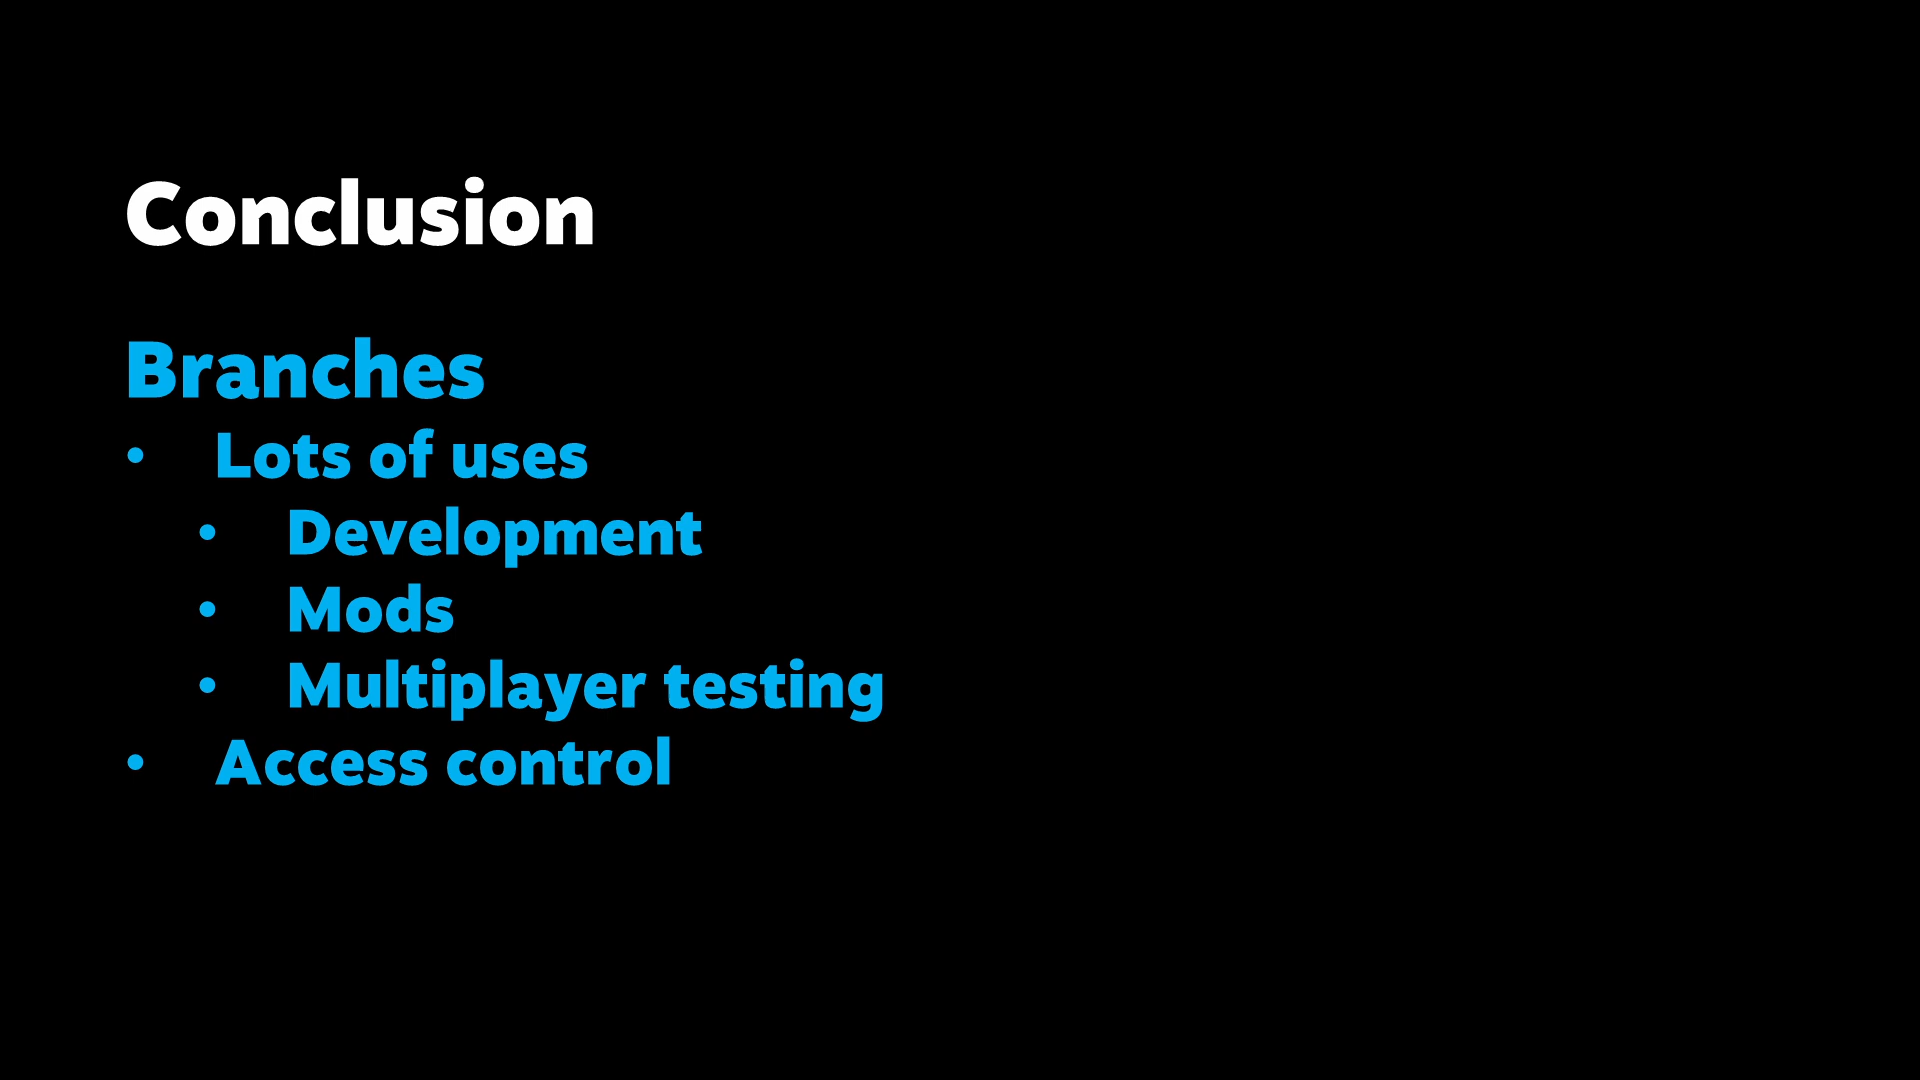 Conclusion
Branches
• Lots of uses
• Development
• Mods
• Multiplayer testing
• Access control